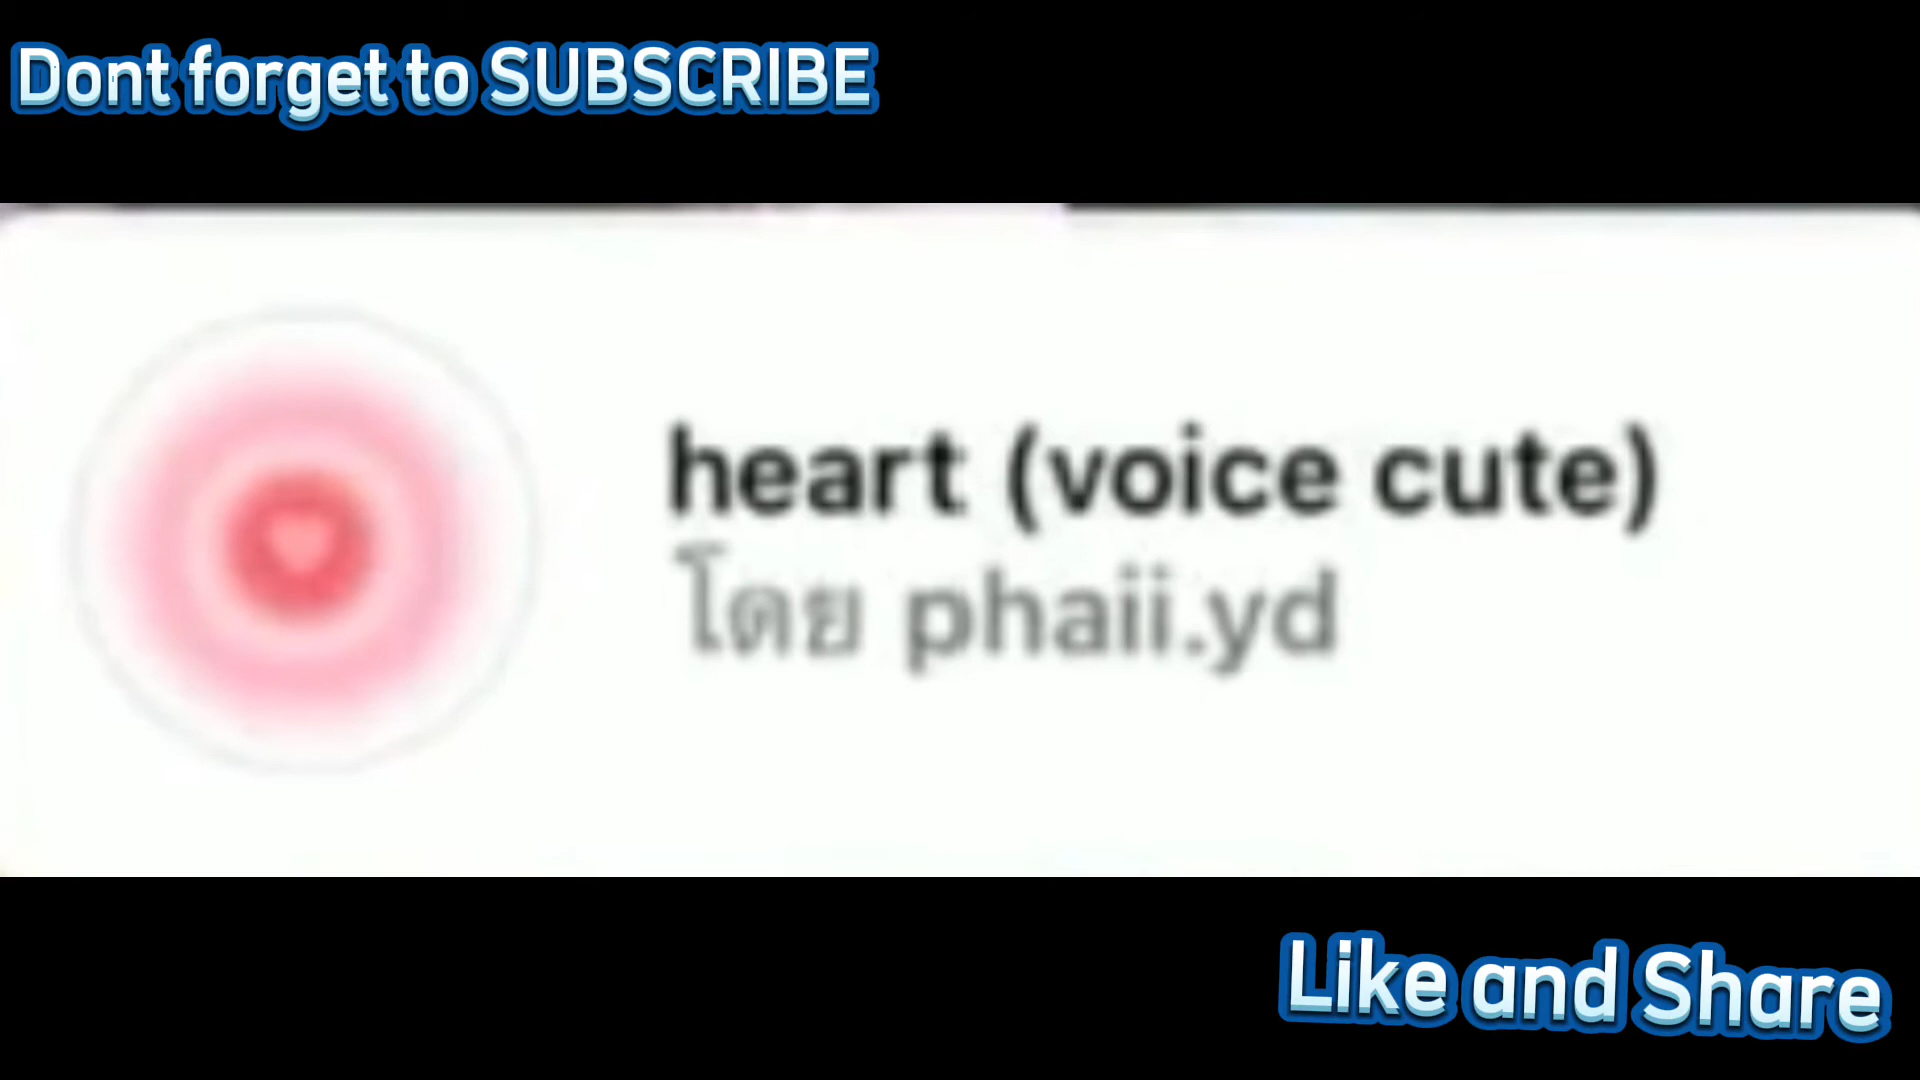 Dont forget to SUBSCRIBE
heart (voice cute)
โดย phaii.yd
Like and Share